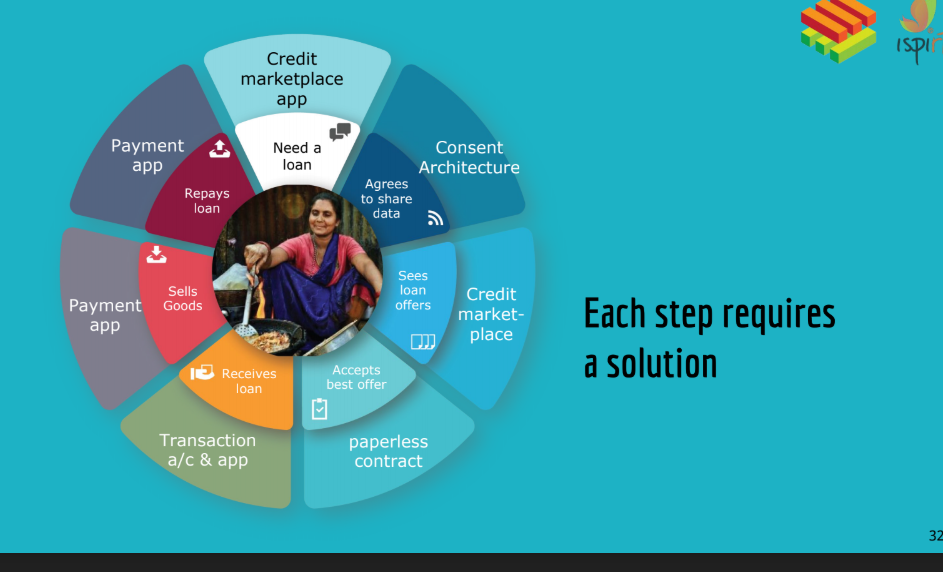 Credit
marketplace
app
Need a
loan
Consent
Architecture
Agrees
to share
data
Credit
market-
place
Sees
loan
offers
paperless
contract
Accepts
best offer
Transaction
a/c & app
Receives
loan
Payment
app
Sells
Goods
Payment
app
Repays
loan
Each step requires
a solution
32